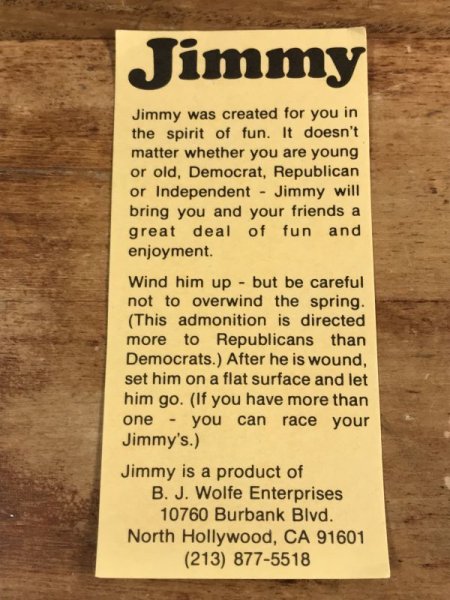 Jimmy
Jimmy was created for you in
the spirit of fun. It doesn't
matter whether you are young
or old, Democrat, Republican
or Independent - Jimmy will
bring you and your friends a
great deal of fun and
enjoyment.
Wind him up - but be careful
not to overwind the spring.
(This admonition is directed
more to Republicans than
Democrats.) After he is wound,
set him on a flat surface and let
him go. (If you have more than
one - you can race your
Jimmy's.)
Jimmy is a product of
B. J. Wolfe Enterprises
10760 Burbank Blvd.
North Hollywood, CA 91601
(213) 877-5518